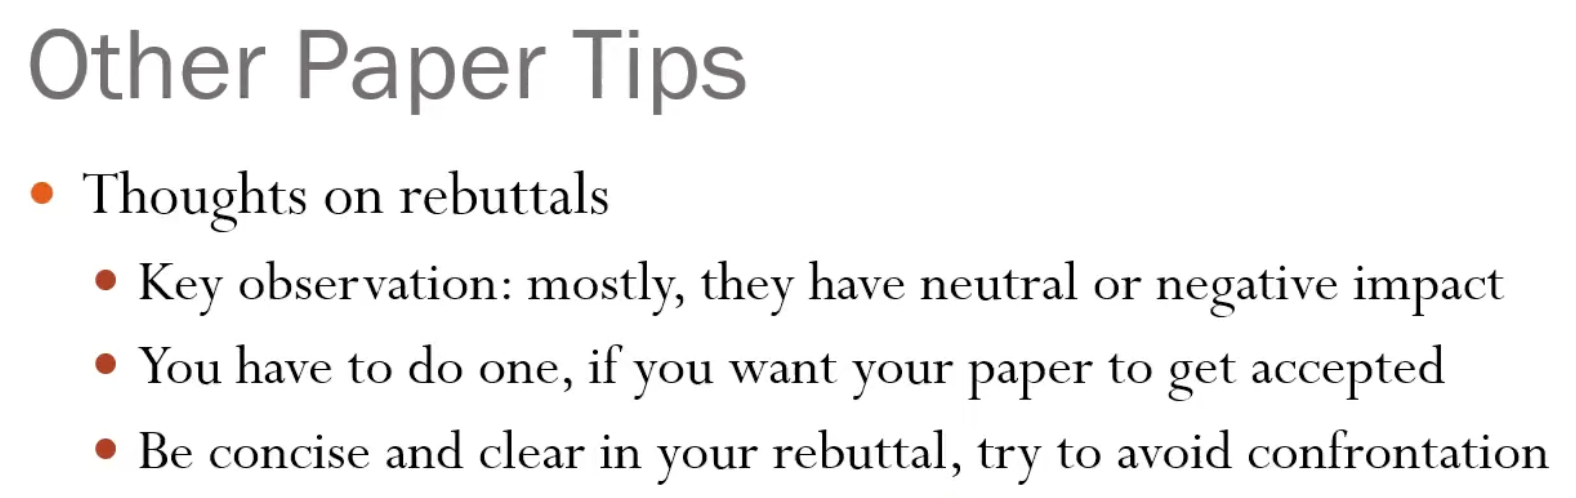 Other Paper Tips
Thoughts on rebuttals
Key observation: mostly, they have neutral or negative impact
You have to do one, if you want your paper to get accepted
Be concise and clear in your rebuttal, try to avoid confrontation